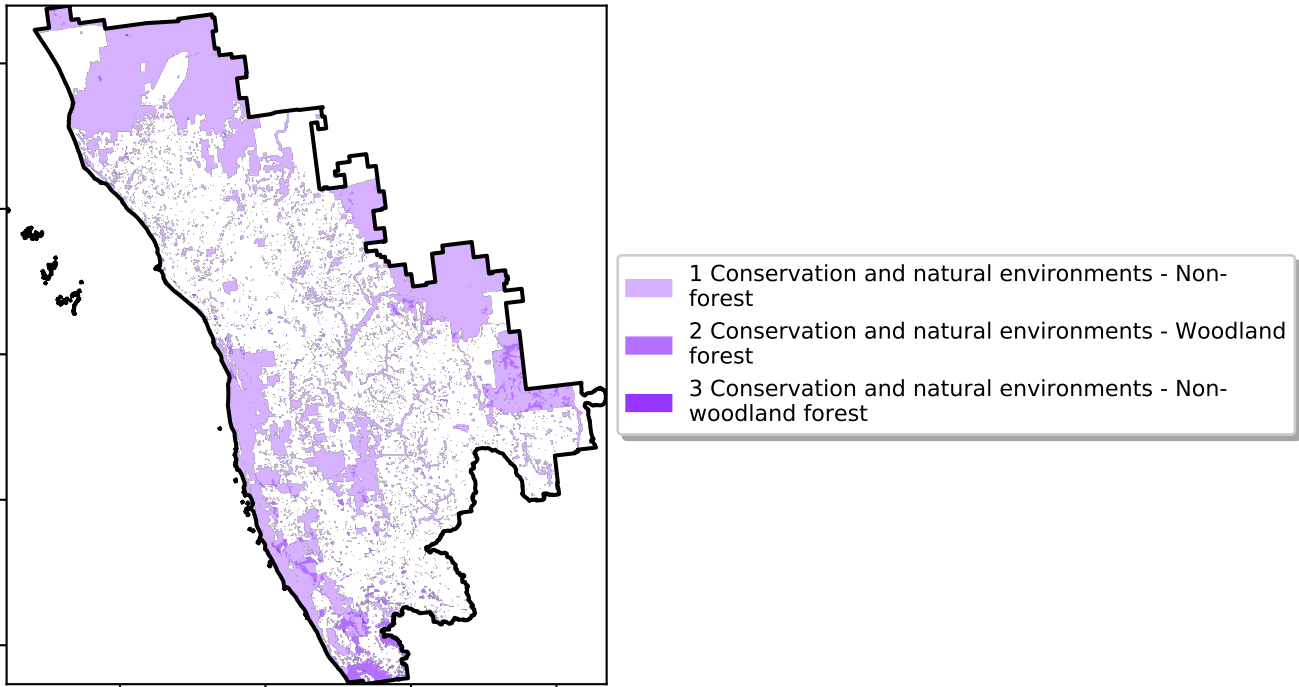 1 Conservation and natural environments - Non-
forest
2 Conservation and natural environments - Woodland
forest
3 Conservation and natural environments - Non-
woodland forest